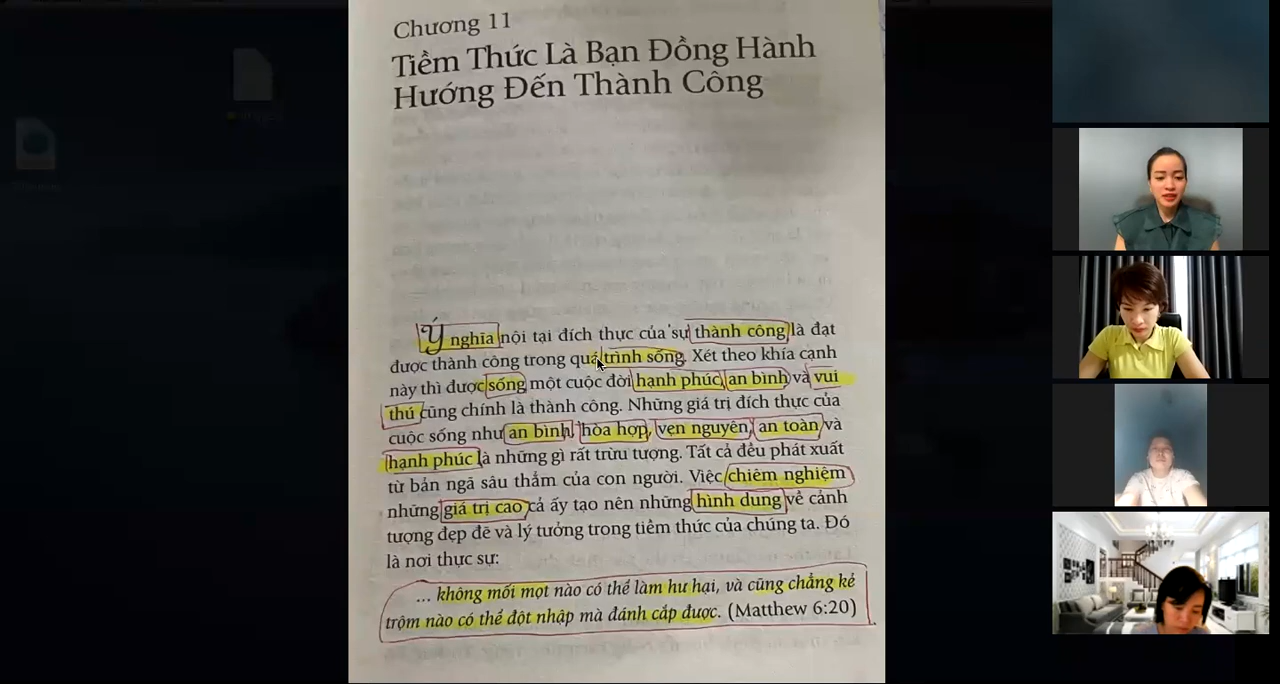 Chương 11
Tiềm Thức Là Bạn Đồng Hành
Hướng Đến Thành Công
Ý nghĩa nội tại đích thực của sự thành công là đạt
được thành công trong quá trình sống. Xét theo khía cạnh
này thì được sống một cuộc đời hạnh phúc, an bình và vui
thú cũng chính là thành công. Những giá trị đích thực của
cuộc sống như an bình, hòa hợp, vẹn nguyên, an toàn và
hạnh phúc là những gì rất trừu tượng. Tất cả đều phát xuất
từ bản ngã sâu thẳm của con người. Việc chiêm nghiệm
những giá trị cao cả ấy tạo nên những hình dung về cảnh
tượng đẹp đẽ và lý tưởng trong tiềm thức của chúng ta. Đó
là nơi thực sự:
... không mối mọt nào có thể làm hư hại, và cũng chẳng kẻ
trộm nào có thể đột nhập mà đánh cắp được. (Matthew 6:20)